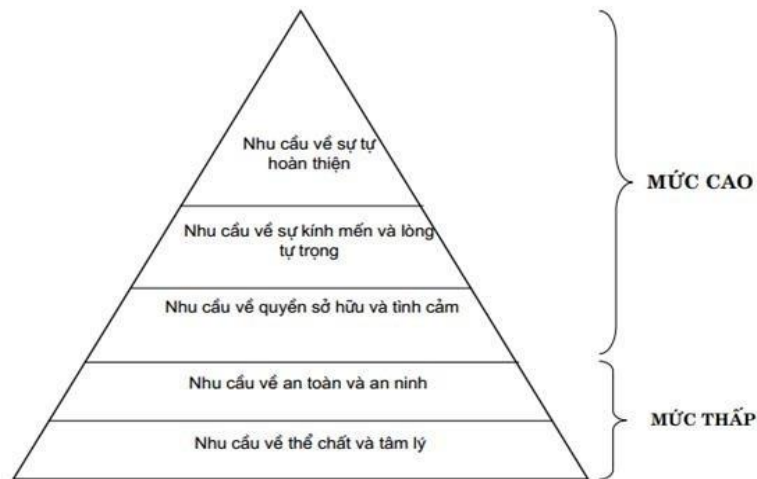 Nhu cầu về sự tự
hoàn thiện
MỨC CAO
Nhu cầu về sự kính mến và lòng
tự trọng
Nhu cầu về quyền sở hữu và tình cảm
Nhu cầu về an toàn và an ninh
MỨC THẤP
Nhu cầu về thể chất và tâm lý